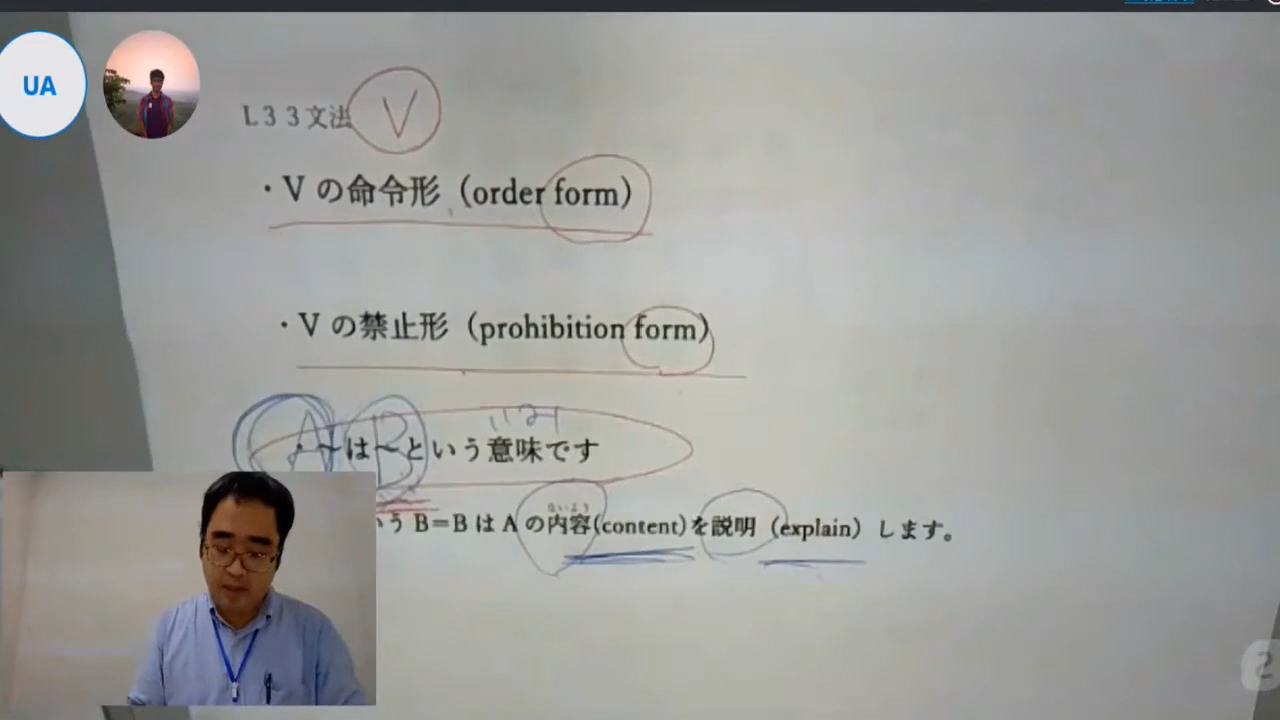 UA
L33文法 V
・Vの命令形（order form）
・Vの禁止形（prohibition form）
A B いみ
・～は～という意味です
ないよう
いう B=B は A の内容(content)を説明（explain）します。